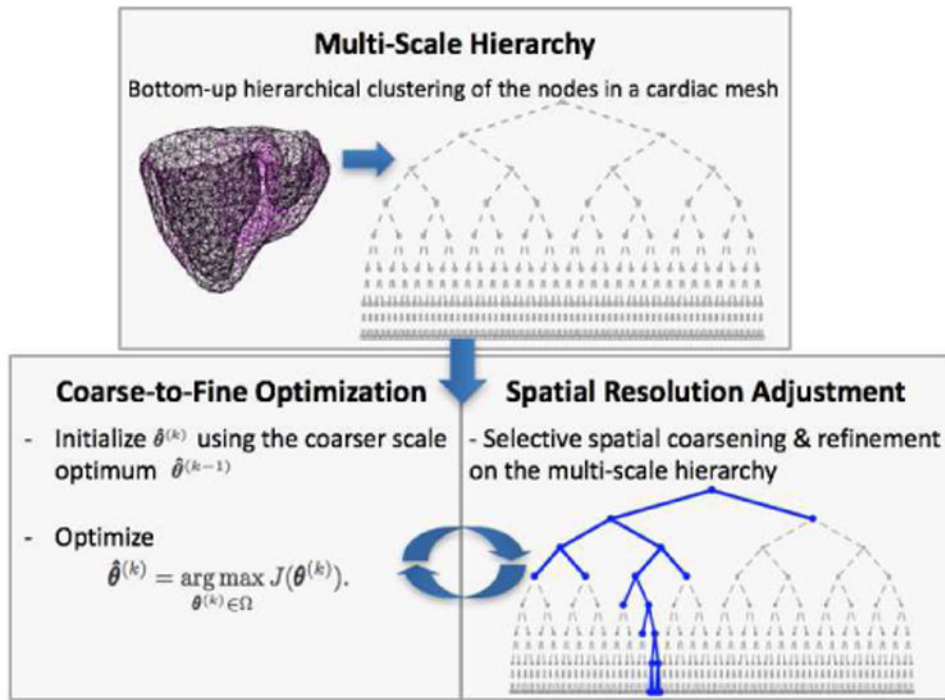 Multi-Scale Hierarchy
Bottom-up hierarchical clustering of the nodes in a cardiac mesh
Coarse-to-Fine Optimization
- Initialize θ̂^(k) using the coarser scale
optimum θ̂^(k−1)
- Optimize
θ̂^(k) = arg max J(θ^(k)).
θ^(k)∈Ω
Spatial Resolution Adjustment
- Selective spatial coarsening & refinement
on the multi-scale hierarchy